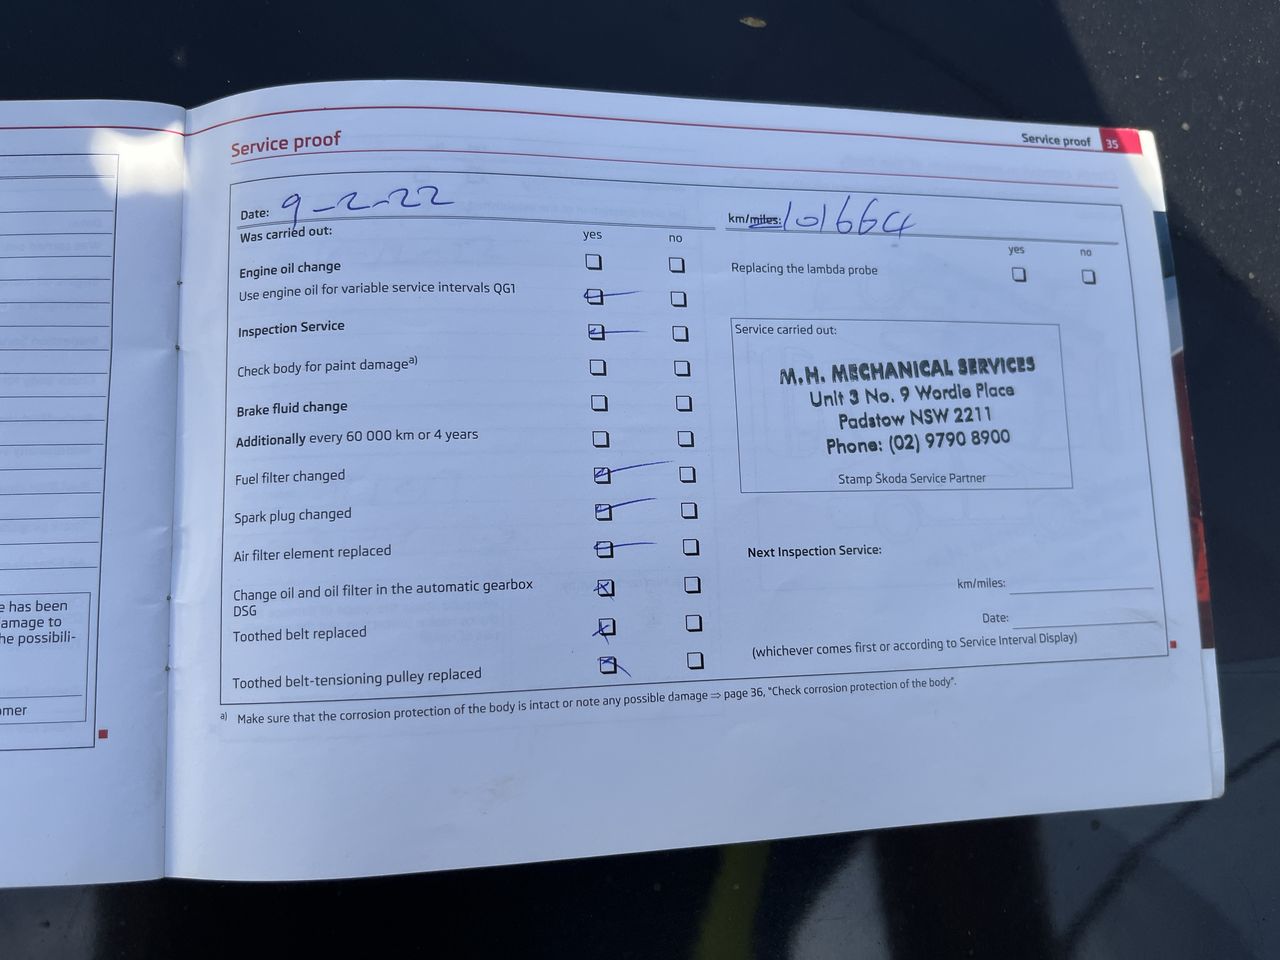 Service proof
Service proof 35
Date: 9-2-22
km/miles: 101664
Was carried out:
yes no
Engine oil change
Use engine oil for variable service intervals QG1
Inspection Service
Check body for paint damage a)
Brake fluid change
Additionally every 60 000 km or 4 years
Fuel filter changed
Spark plug changed
Air filter element replaced
Change oil and oil filter in the automatic gearbox
DSG
Toothed belt replaced
Toothed belt-tensioning pulley replaced
yes no
Replacing the lambda probe
Service carried out:
M.H. MECHANICAL SERVICES
Unit 3 No. 9 Wordie Place
Padstow NSW 2211
Phone: (02) 9790 8900
Stamp Škoda Service Partner
Next Inspection Service:
km/miles:
Date:
(whichever comes first or according to Service Interval Display)
a) Make sure that the corrosion protection of the body is intact or note any possible damage ⇒ page 36, "Check corrosion protection of the body".
e has been
amage to
he possibili-
omer